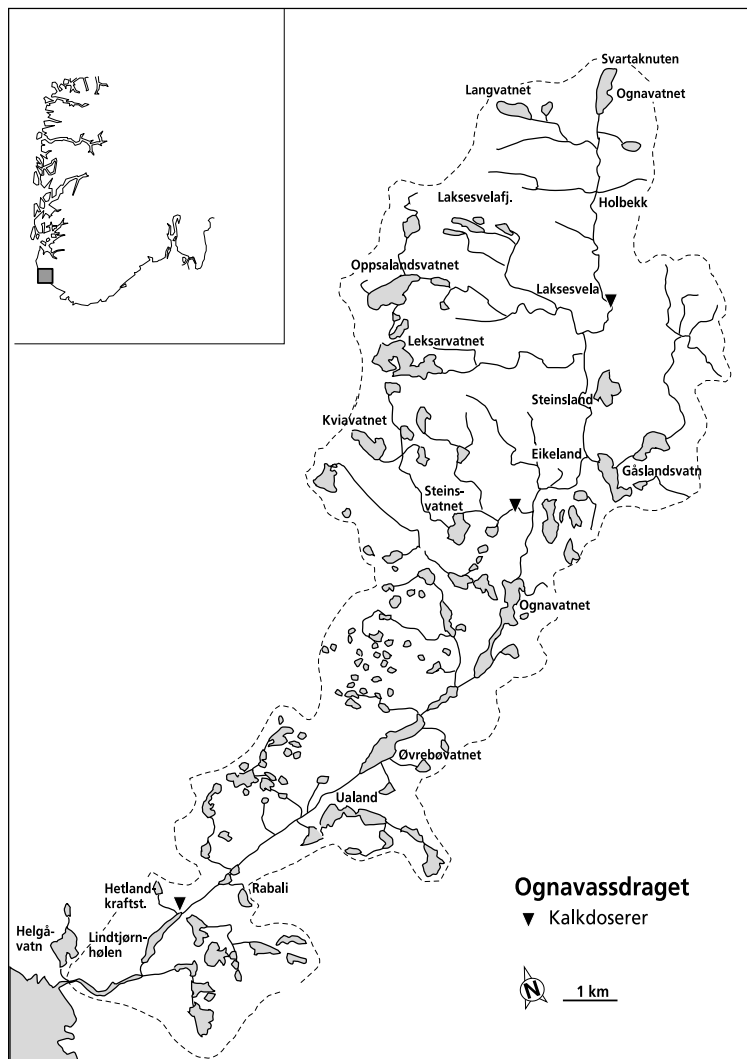 Svartaknuten
Langvatnet
Ognavatnet
Laksesvelafj.
Holbekk
Oppsalandsvatnet
Laksesvela
Leksarvatnet
Steinsland
Kviavatnet
Eikeland
Gåslandsvatn
Steins-
vatnet
Ognavatnet
Øvrebøvatnet
Ualand
Hetland
kraftst.
Rabali
Helgå-
vatn
Lindtjørn-
hølen
Ognavassdraget
Kalkdoserer
N
1 km